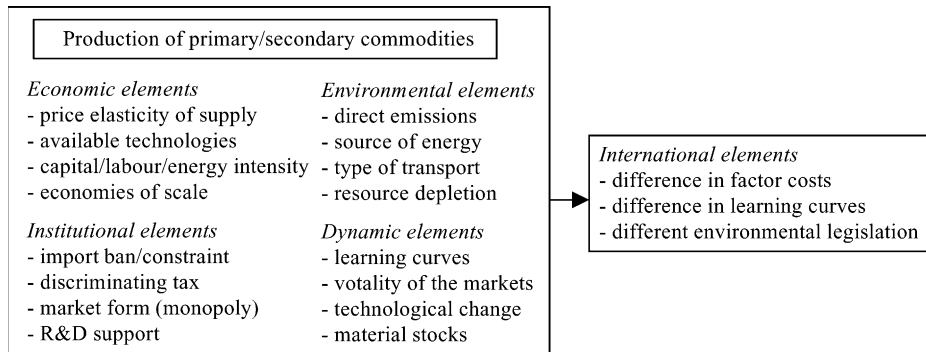 Production of primary/secondary commodities
Economic elements
- price elasticity of supply
- available technologies
- capital/labour/energy intensity
- economies of scale
Environmental elements
- direct emissions
- source of energy
- type of transport
- resource depletion
Institutional elements
- import ban/constraint
- discriminating tax
- market form (monopoly)
- R&D support
Dynamic elements
- learning curves
- votality of the markets
- technological change
- material stocks
International elements
- difference in factor costs
- difference in learning curves
- different environmental legislation